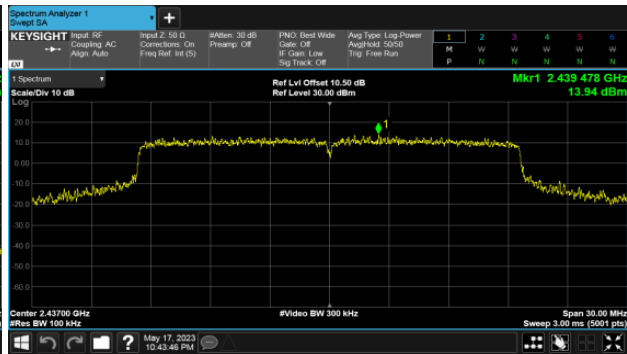 Spectrum Analyzer 1
Swept SA
KEYSIGHT
Input: RF
Coupling: AC
Align: Auto
Input Z: 50 Ω
Corrections: On
Freq Ref: Int (S)
#Atten: 30 dB
Preamp: Off
PNO: Best Wide
Gate: Off
IF Gain: Low
Sig Track: Off
Avg Type: Log-Power
Avg|Hold: 50/50
Trig: Free Run
1 2 3 4 5 6
M W W W W W
P N N N N N
LXI
1 Spectrum
Scale/Div 10 dB
Ref Lvl Offset 10.50 dB
Ref Level 30.00 dBm
Mkr1 2.439 478 GHz
13.94 dBm
Log
20.0
10.0
0.00
-10.0
-20.0
-30.0
-40.0
-50.0
-60.0
1
Center 2.43700 GHz
#Res BW 100 kHz
#Video BW 300 kHz
Span 30.00 MHz
Sweep 3.00 ms (5001 pts)
?
May 17, 2023
10:43:46 PM